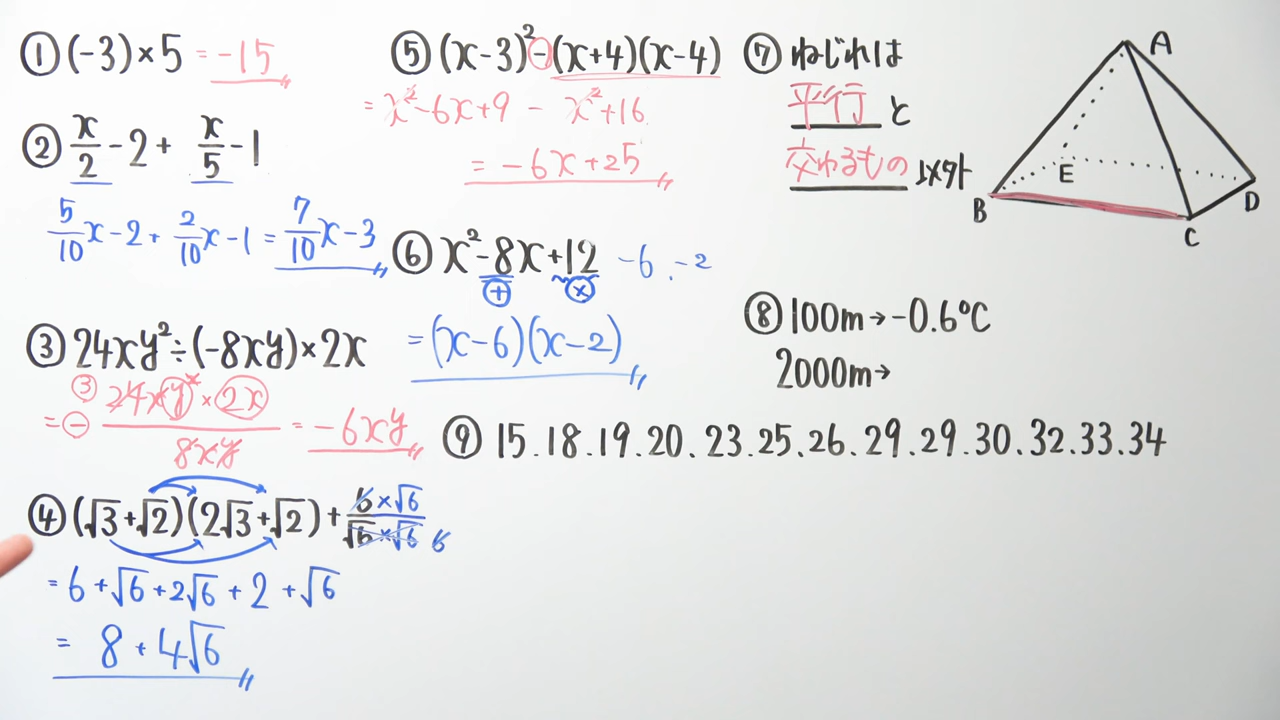 ① (-3)×5 = -15
② x/2 - 2 + x/5 - 1
5/10 x - 2 + 2/10 x - 1 = 7/10 x - 3
③ 24xy²÷(-8xy)×2x
= ⊖ ③ 24xy²×2x / 8xy = -6xy
④ (√3+√2)(2√3+√2) + 6×√6 / √6×√6 6
= 6+√6+2√6+2+√6
= 8+4√6
⑤ (x-3)²-(x+4)(x-4)
= x²-6x+9 - x²+16
= -6x+25
⑥ x²-8x+12 -6.-2
+ ×
= (x-6)(x-2)
⑦ ねじれは
平行 と
交わるもの 以外
A
E
B
D
C
⑧ 100m→-0.6℃
2000m→
⑨ 15.18.19.20.23.25.26.29.29.30.32.33.34